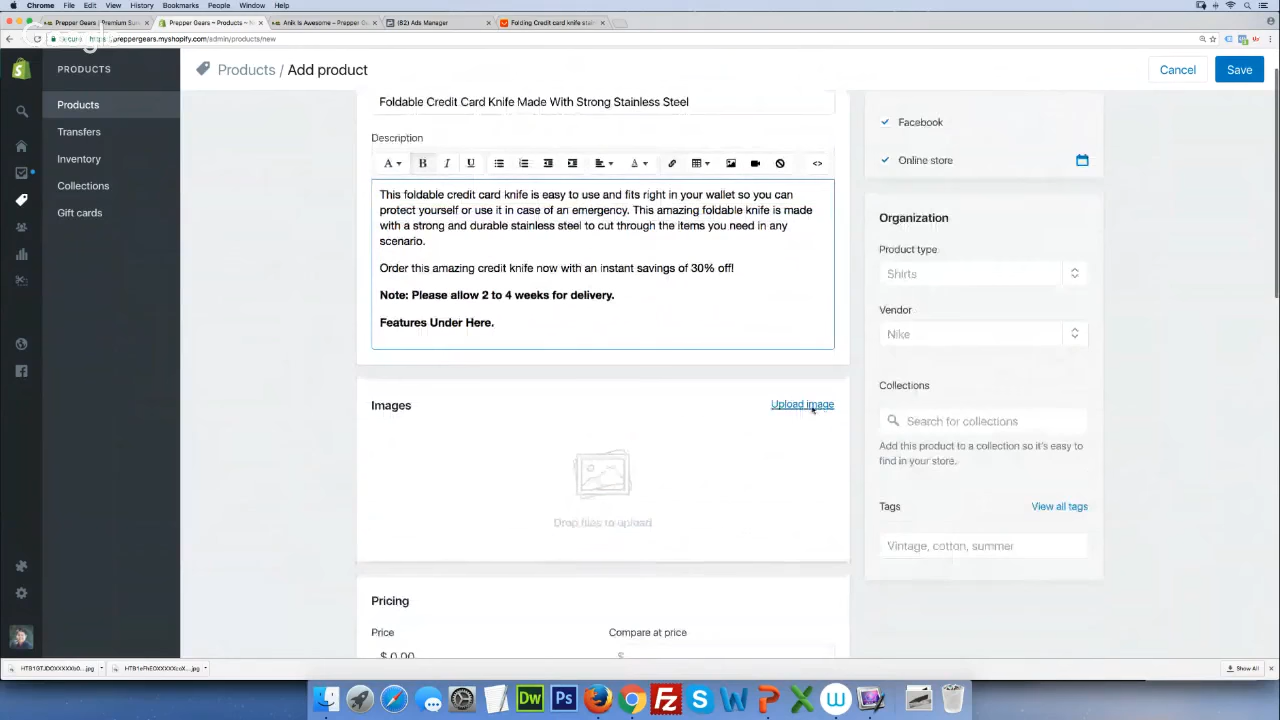 Chrome File Edit View History Bookmarks People Window Help
Prepper Gears | Premium Su
Prepper Gears ~ Products ~ N
Anik Is Awesome – Prepper G
(82) Ads Manager
Folding Credit card knife stain
https://preppergears.myshopify.com/admin/products/new
PRODUCTS
Products / Add product
Cancel
Save
Products
Transfers
Inventory
Collections
Gift cards
Foldable Credit Card Knife Made With Strong Stainless Steel
Description
This foldable credit card knife is easy to use and fits right in your wallet so you can
protect yourself or use it in case of an emergency. This amazing foldable knife is made
with a strong and durable stainless steel to cut through the items you need in any
scenario.
Order this amazing credit knife now with an instant savings of 30% off!
Note: Please allow 2 to 4 weeks for delivery.
Features Under Here.
Images
Upload image
Drop files to upload
Pricing
Price
Compare at price
$ 0.00
$
Facebook
Online store
Organization
Product type
Shirts
Vendor
Nike
Collections
Search for collections
Add this product to a collection so it's easy to
find in your store.
Tags
View all tags
Vintage, cotton, summer
Show All
Dw
Ps